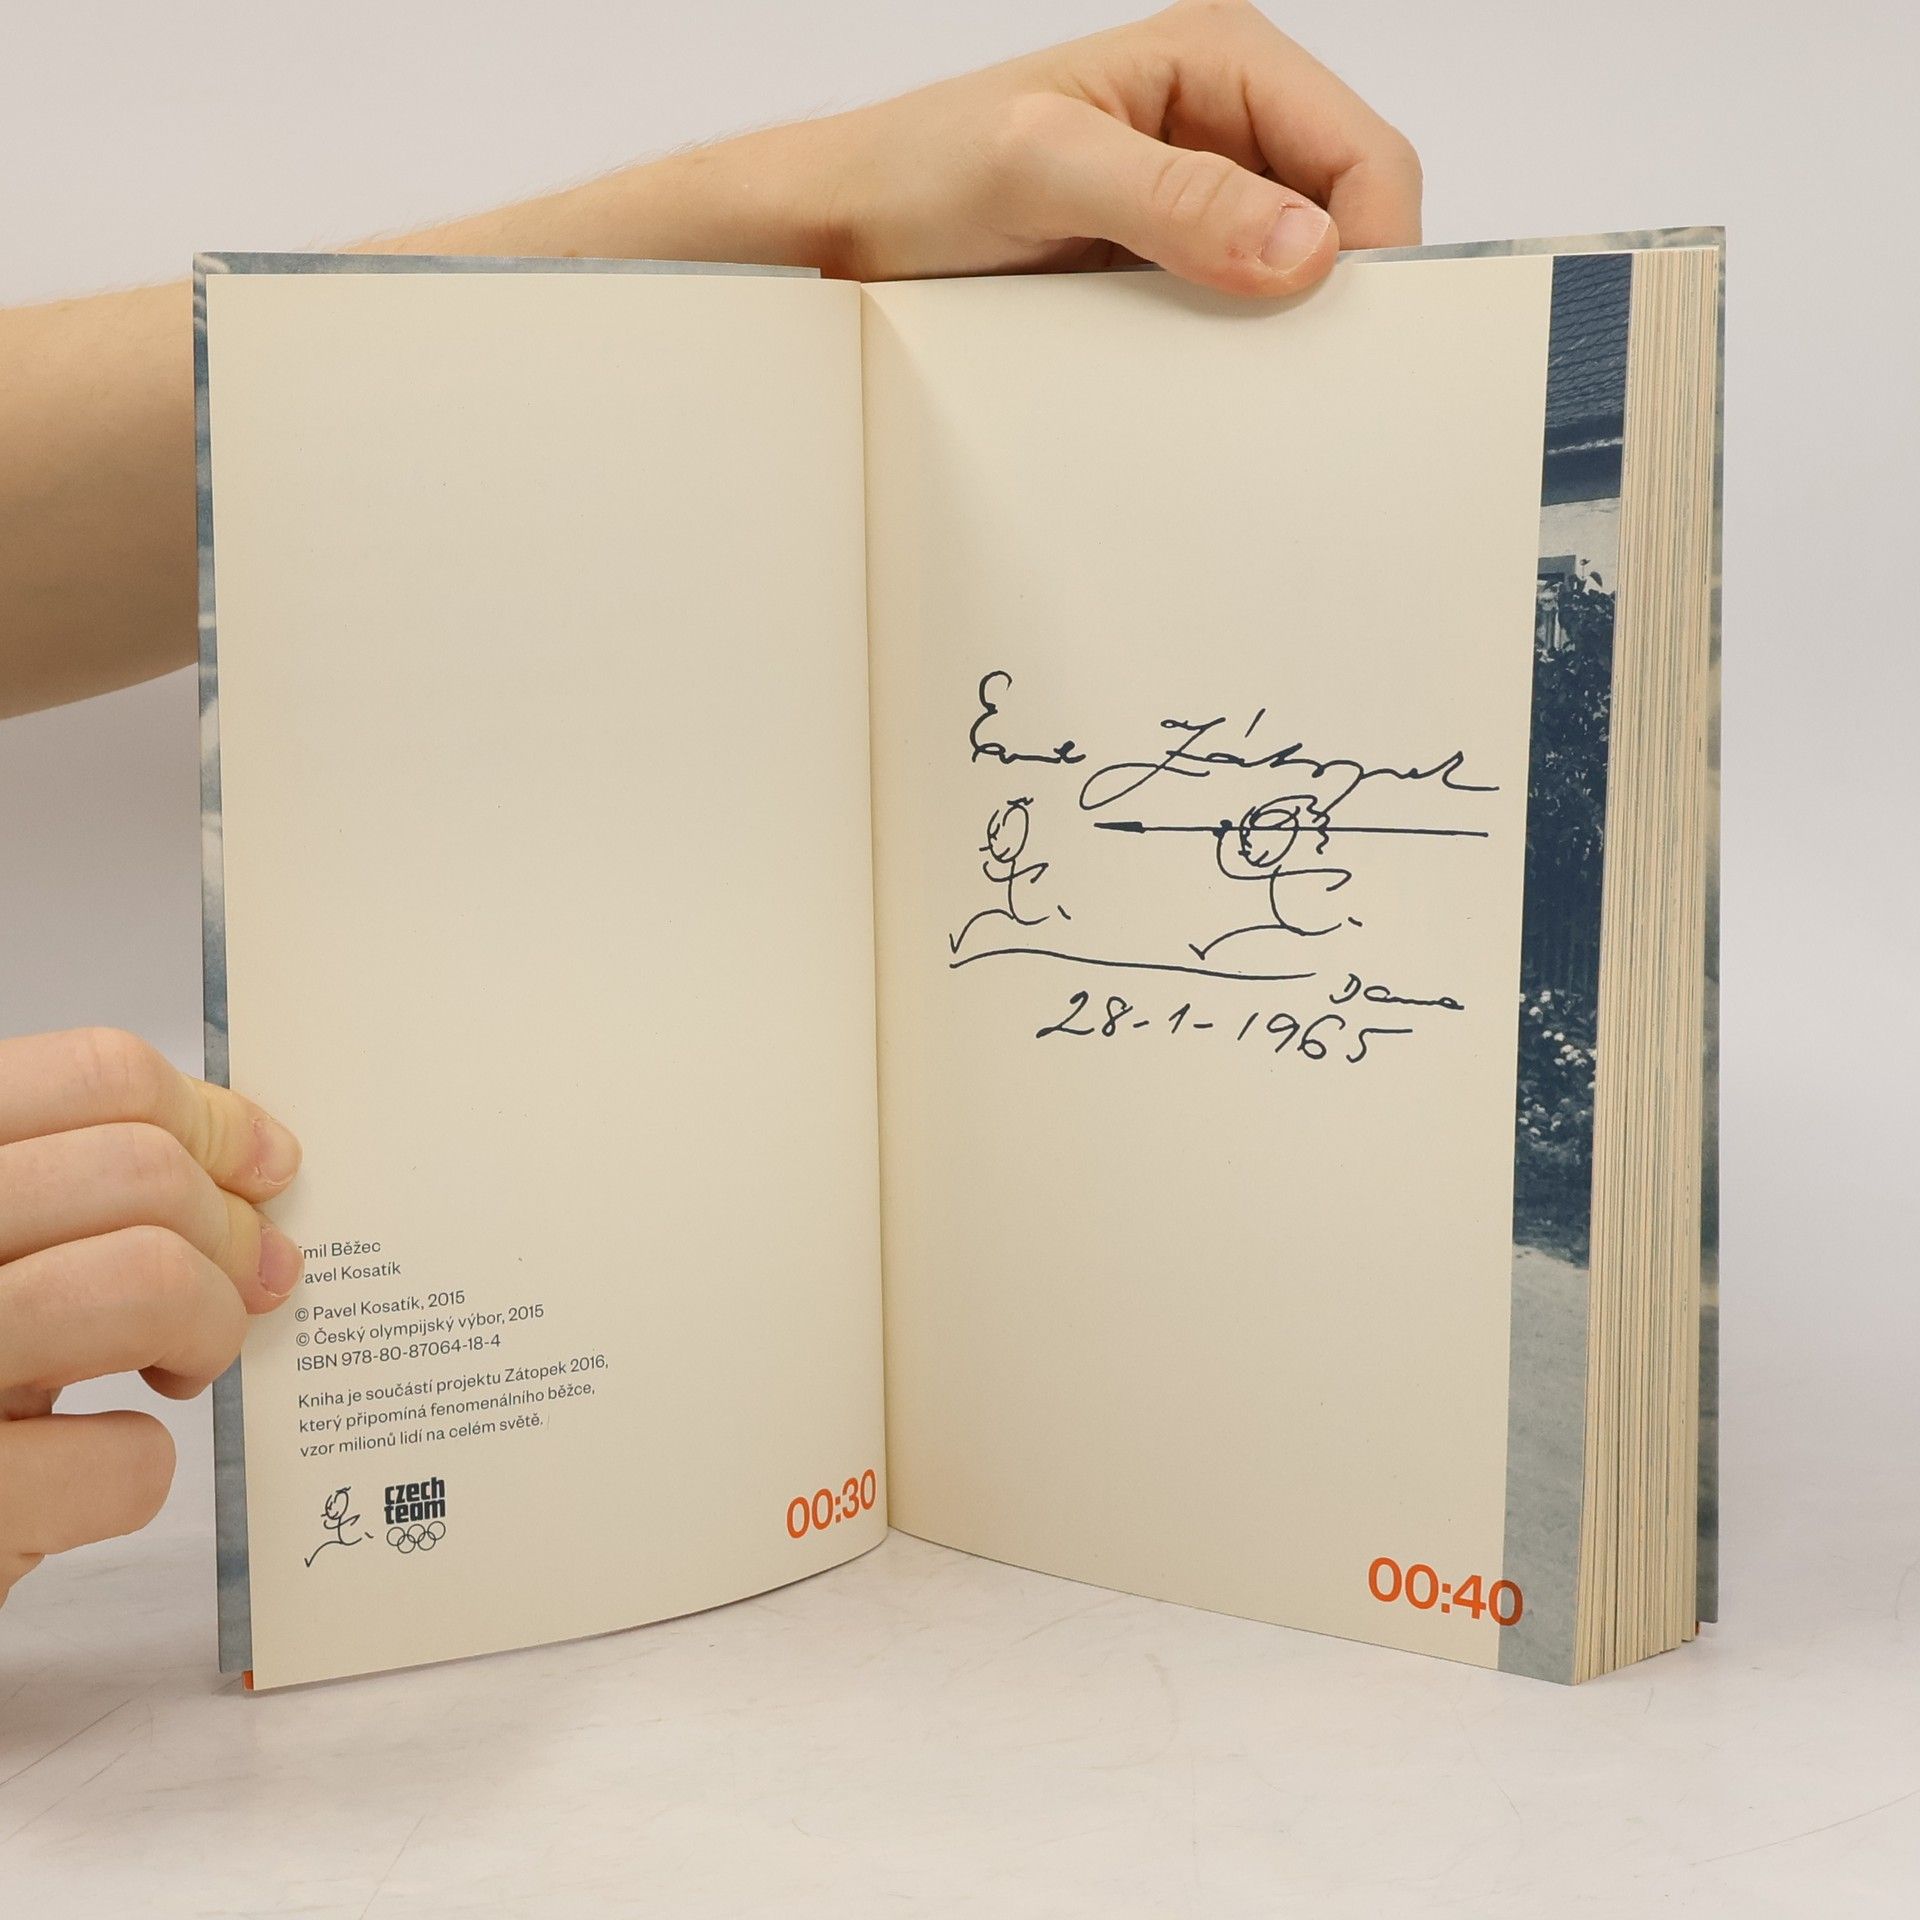 Emil Běžec
Pavel Kosatík
© Pavel Kosatík, 2015
© Český olympijský výbor, 2015
ISBN 978-80-87064-18-4
Kniha je součástí projektu Zátopek 2016,
který připomíná fenomenálního běžce,
vzor milionů lidí na celém světě.
czech
team
00:30
Emil Zátopek
Dana
28-1-1965
00:40